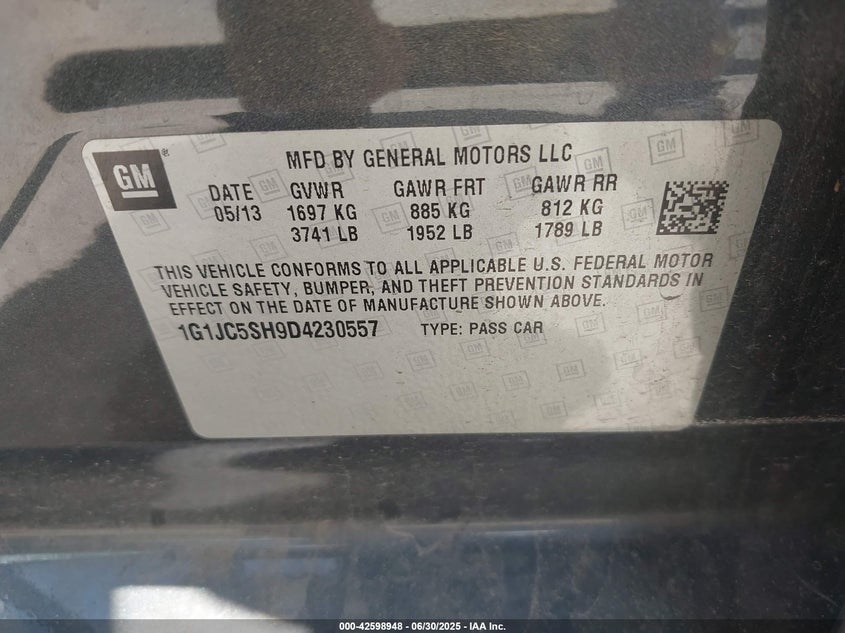 GM
MFD BY GENERAL MOTORS LLC
DATE GVWR GAWR FRT GAWR RR
05/13 1697 KG 885 KG 812 KG
3741 LB 1952 LB 1789 LB
THIS VEHICLE CONFORMS TO ALL APPLICABLE U.S. FEDERAL MOTOR
VEHICLE SAFETY, BUMPER, AND THEFT PREVENTION STANDARDS IN
EFFECT ON THE DATE OF MANUFACTURE SHOWN ABOVE.
1G1JC5SH9D4230557 TYPE: PASS CAR
000-42598948 - 06/30/2025 - IAA Inc.